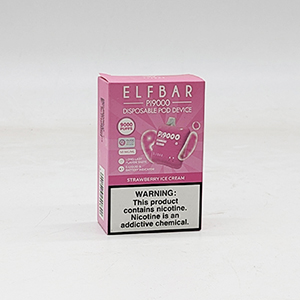 ELFBAR
PI9000
DISPOSABLE POD DEVICE
9000
PUFFS
PI9000
STRAWBERRY ICE CREAM
WARNING:
This product
contains nicotine.
Nicotine is an
addictive chemical.